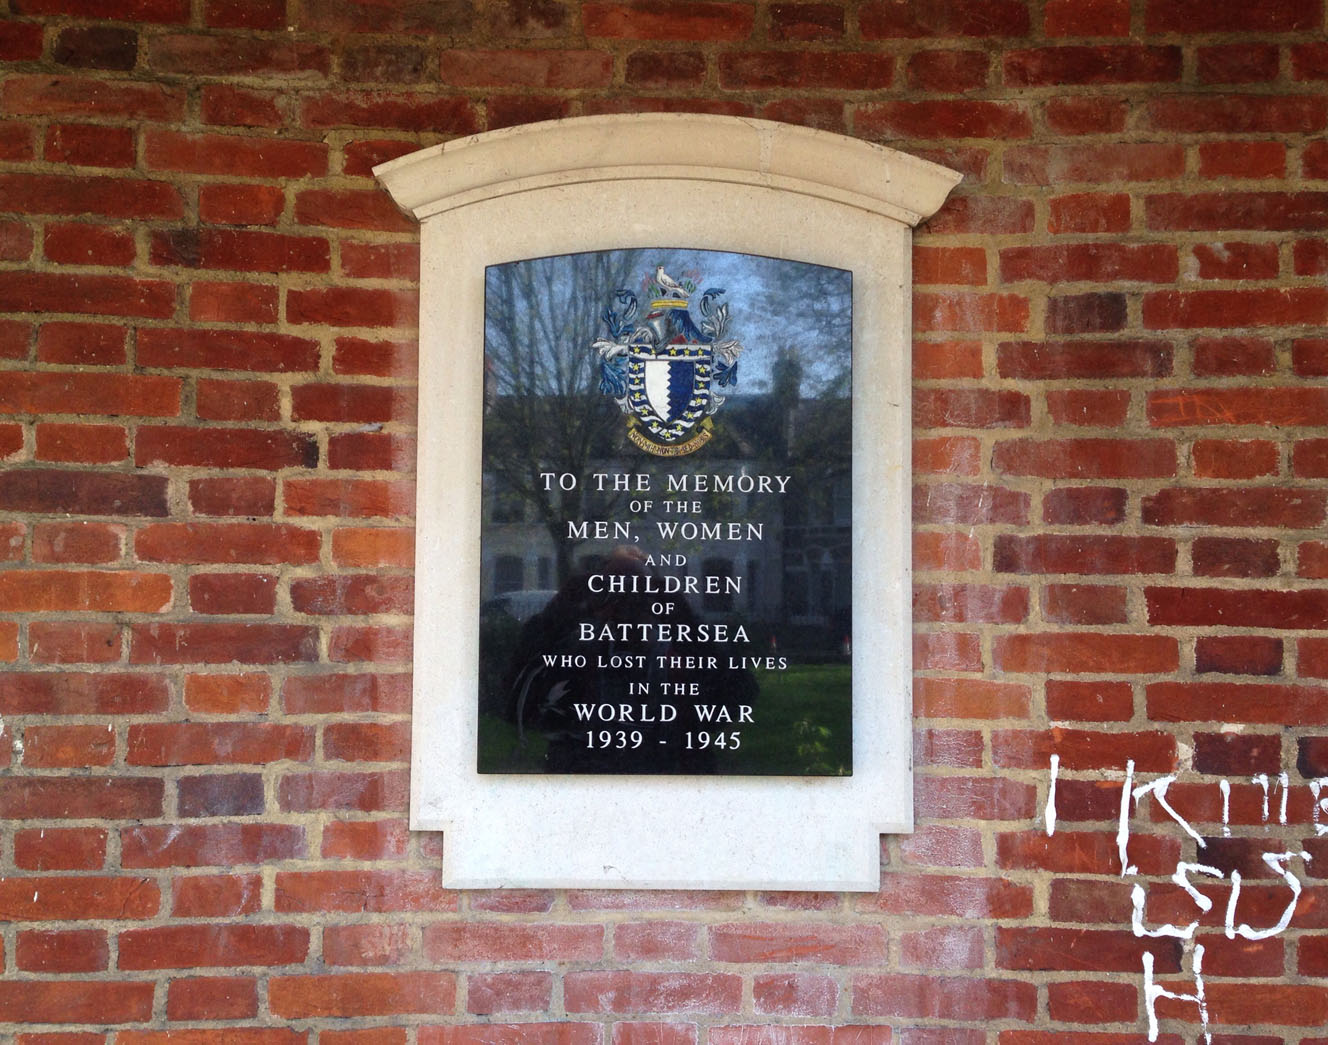 TO THE MEMORY
OF THE
MEN, WOMEN
AND
CHILDREN
OF
BATTERSEA
WHO LOST THEIR LIVES
IN THE
WORLD WAR
1939 - 1945